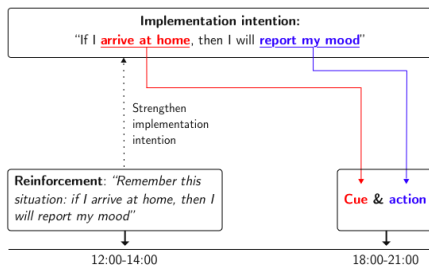 Implementation intention:
“If I arrive at home, then I will report my mood”
Strengthen
implementation
intention
Reinforcement: “Remember this
situation: if I arrive at home, then I
will report my mood”
Cue & action
12:00-14:00
18:00-21:00